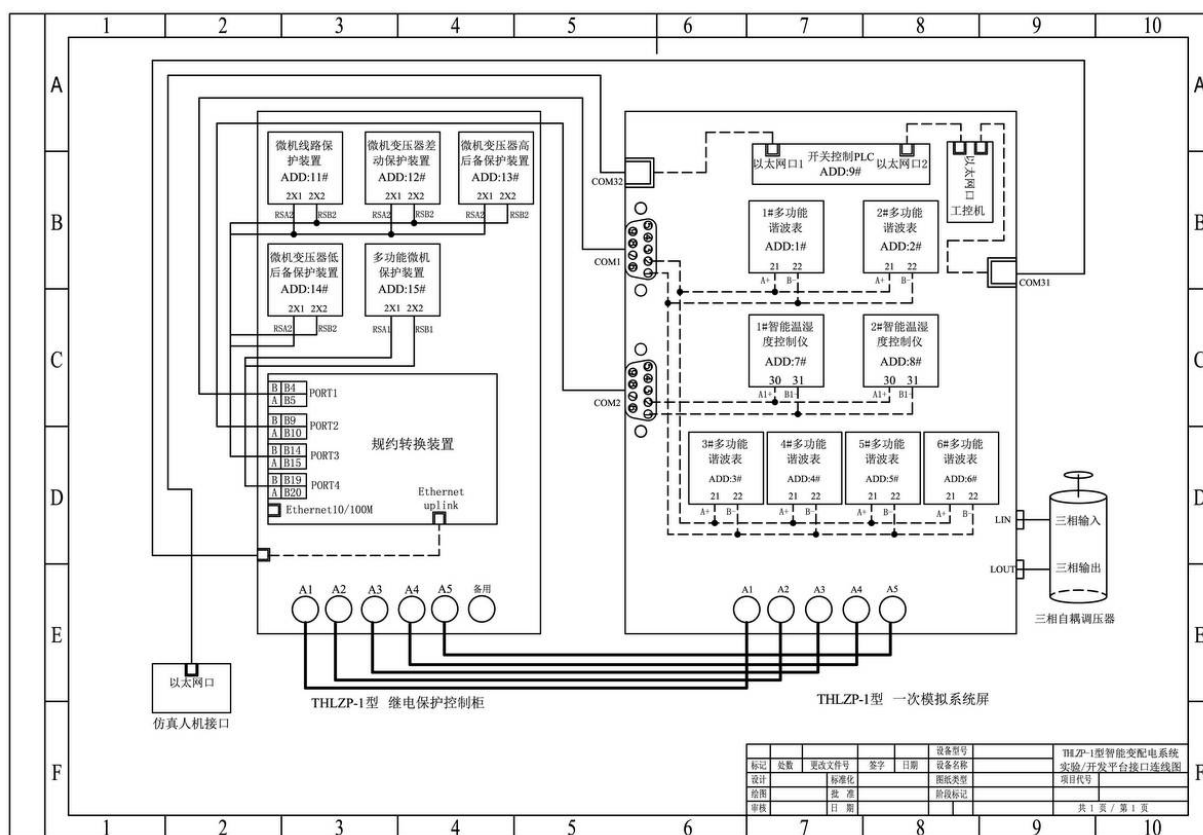 1 2 3 4 5 6 7 8 9 10
A A
微机线路保
护装置
ADD:11#
2X1 2X2
RSA2 RSB2
微机变压器差
动保护装置
ADD:12#
2X1 2X2
RSA2 RSB2
微机变压器高
后备保护装置
ADD:13#
2X1 2X2
RSA2 RSB2
B B
微机变压器低
后备保护装置
ADD:14#
2X1 2X2
RSA2 RSB2
多功能微机
保护装置
ADD:15#
2X1 2X2
RSA1 RSB1
C C
B B4
A B5
PORT1
B B9
A B10
PORT2
B B14
A B15
PORT3
B B19
A B20
PORT4
规约转换装置
Ethernet10/100M
Ethernet
uplink
D D
A1 A2 A3 A4 A5 备用
E E
以太网口
仿真人机接口
THLZP-1型 继电保护控制柜
COM32
COM1
COM2
以太网口1 开关控制PLC 以太网口2
ADD:9#
以太网口
工控机
COM31
1#多功能
谐波表
ADD:1#
21 22
A+ B-
2#多功能
谐波表
ADD:2#
21 22
A+ B-
1#智能温湿
度控制仪
ADD:7#
30 31
A1+ B1-
2#智能温湿
度控制仪
ADD:8#
30 31
A1+ B1-
3#多功能
谐波表
ADD:3#
21 22
A+ B-
4#多功能
谐波表
ADD:4#
21 22
A+ B-
5#多功能
谐波表
ADD:5#
21 22
A+ B-
6#多功能
谐波表
ADD:6#
21 22
A+ B-
LIN
LOUT
三相输入
三相输出
三相自耦调压器
A1 A2 A3 A4 A5
THLZP-1型 一次模拟系统屏
F F
设备型号
THLZP-1型智能变配电系统
标记 处数 更改文件号 签字 日期 设备名称
实验/开发平台接口连线图
设计 标准化 图纸类型 项目代号
绘图 批 准 阶段标记
审核 日 期 共 1 页 / 第 1 页
1 2 3 4 5 6 7 8 9 10